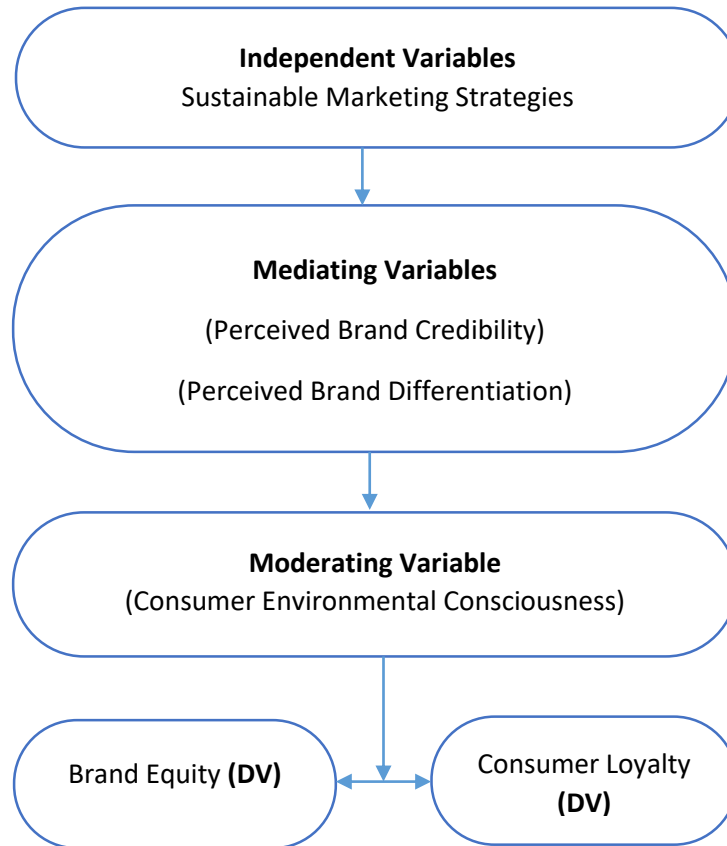 Independent Variables
Sustainable Marketing Strategies
Mediating Variables
(Perceived Brand Credibility)
(Perceived Brand Differentiation)
Moderating Variable
(Consumer Environmental Consciousness)
Brand Equity (DV)
Consumer Loyalty
(DV)